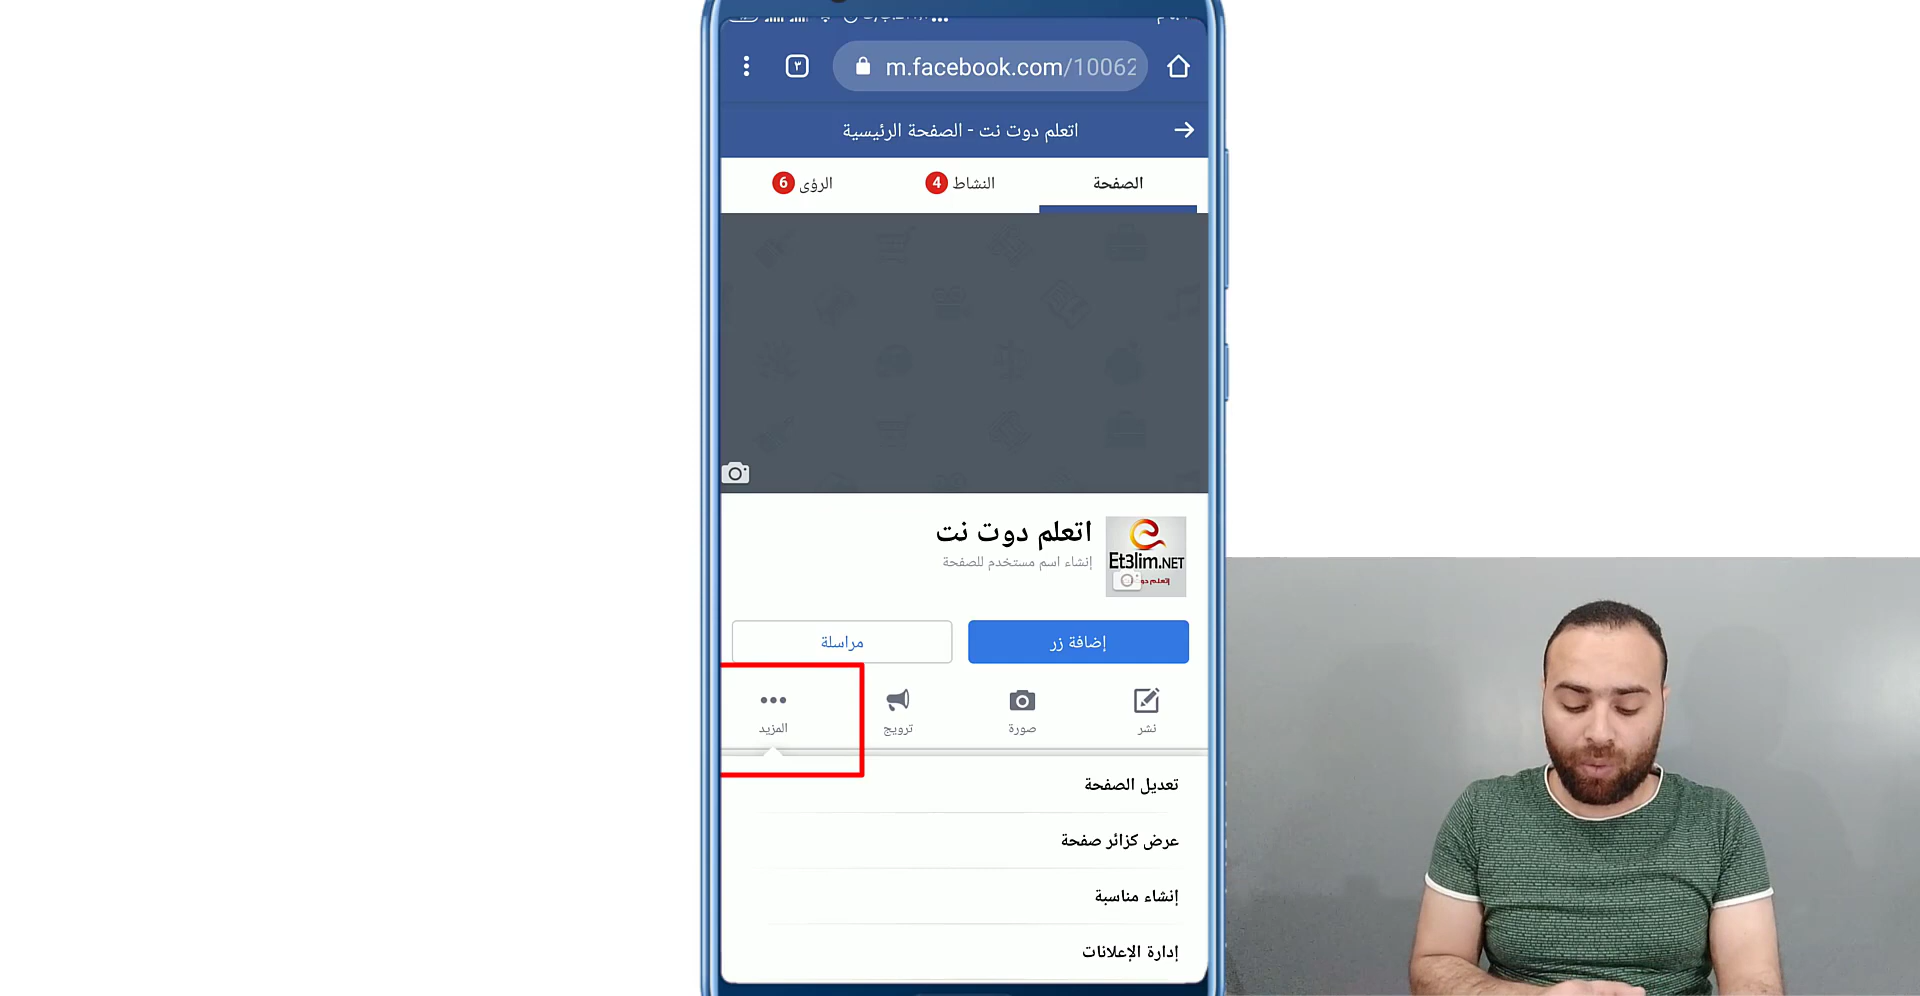 ٣
m.facebook.com/10062
اتعلم دوت نت - الصفحة الرئيسية
الصفحة
النشاط 4
الرؤى 6
اتعلم دوت نت
إنشاء اسم مستخدم للصفحة
Et3lim.NET
إضافة زر
مراسلة
نشر
صورة
ترويج
المزيد
تعديل الصفحة
عرض كزائر صفحة
إنشاء مناسبة
إدارة الإعلانات